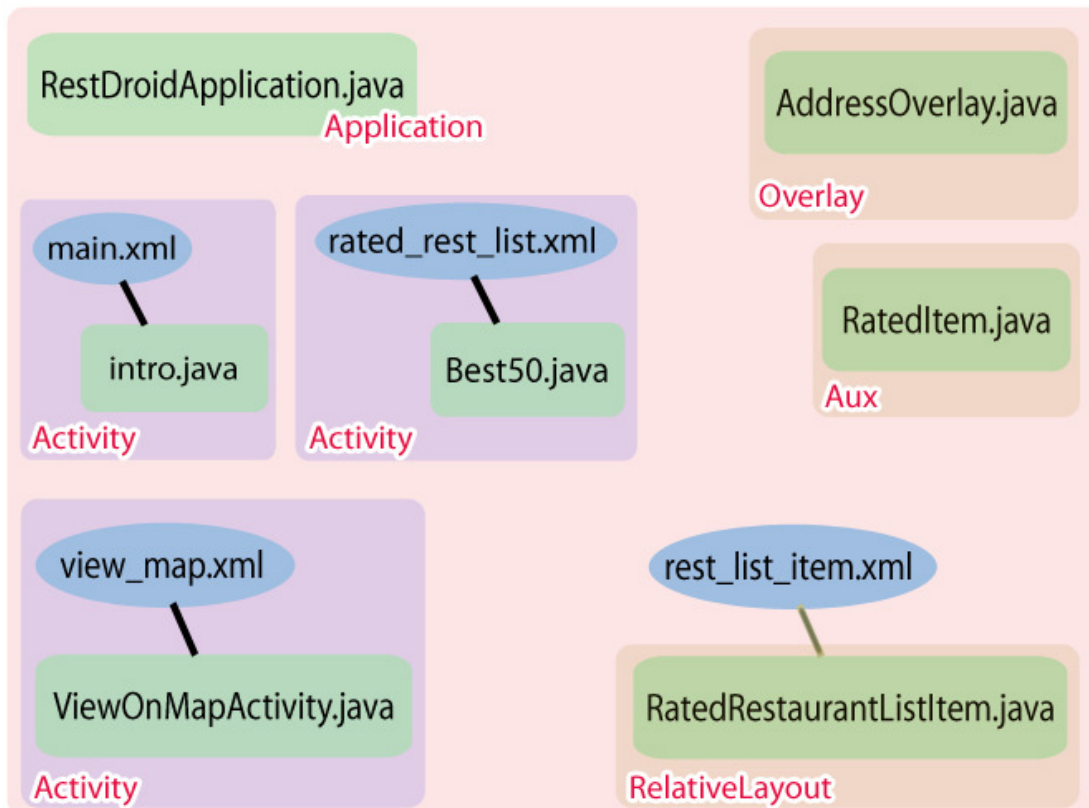 RestDroidApplication.java
Application
AddressOverlay.java
Overlay
main.xml
intro.java
Activity
rated_rest_list.xml
Best50.java
Activity
RatedItem.java
Aux
view_map.xml
ViewOnMapActivity.java
Activity
rest_list_item.xml
RatedRestaurantListItem.java
RelativeLayout